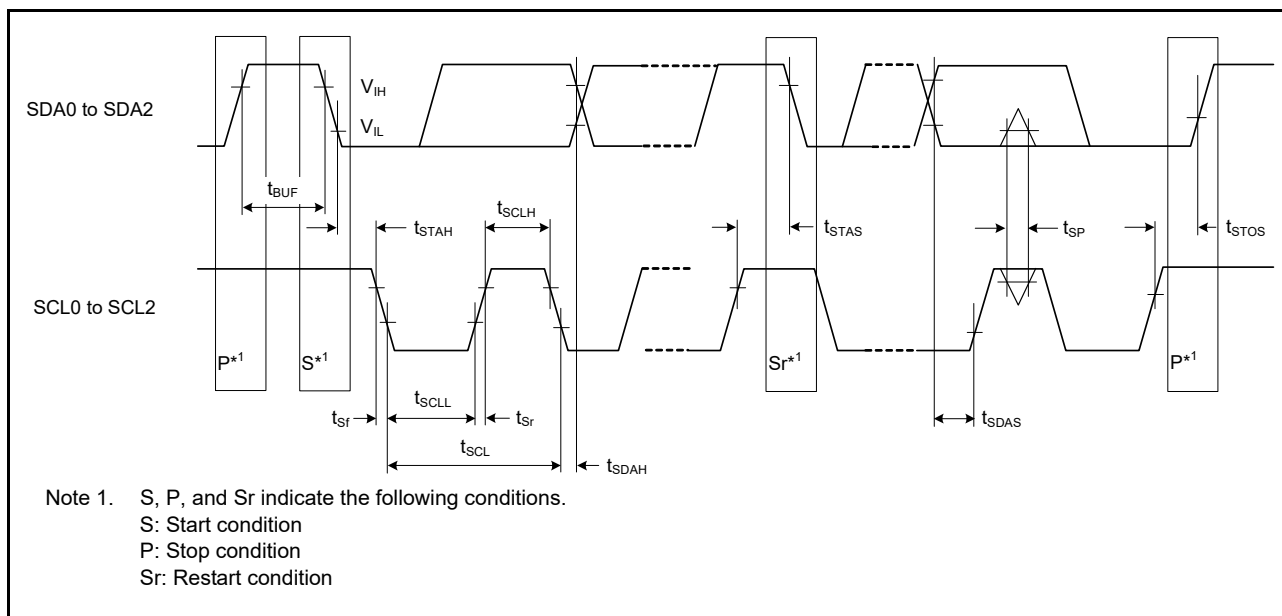 SDA0 to SDA2
V_IH
V_IL
t_BUF
t_STAH
t_SCLH
t_STAS
t_SP
t_STOS
SCL0 to SCL2
P*1
S*1
Sr*1
P*1
t_Sf
t_SCLL
t_Sr
t_SDAS
t_SCL
t_SDAH
Note 1. S, P, and Sr indicate the following conditions.
S: Start condition
P: Stop condition
Sr: Restart condition